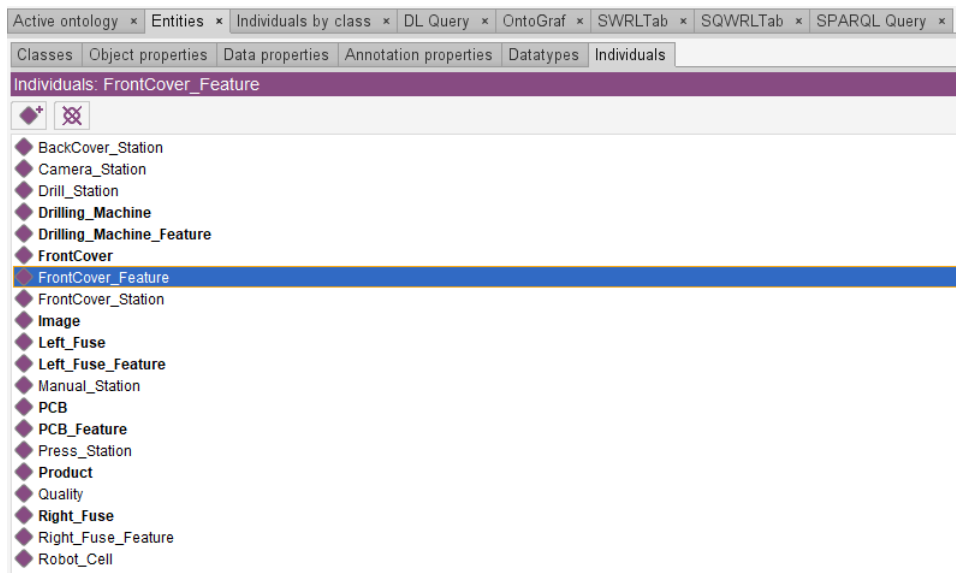 Active ontology × Entities × Individuals by class × DL Query × OntoGraf × SWRLTab × SQWRLTab × SPARQL Query ×
Classes Object properties Data properties Annotation properties Datatypes Individuals
Individuals: FrontCover_Feature
BackCover_Station
Camera_Station
Drill_Station
Drilling_Machine
Drilling_Machine_Feature
FrontCover
FrontCover_Feature
FrontCover_Station
Image
Left_Fuse
Left_Fuse_Feature
Manual_Station
PCB
PCB_Feature
Press_Station
Product
Quality
Right_Fuse
Right_Fuse_Feature
Robot_Cell